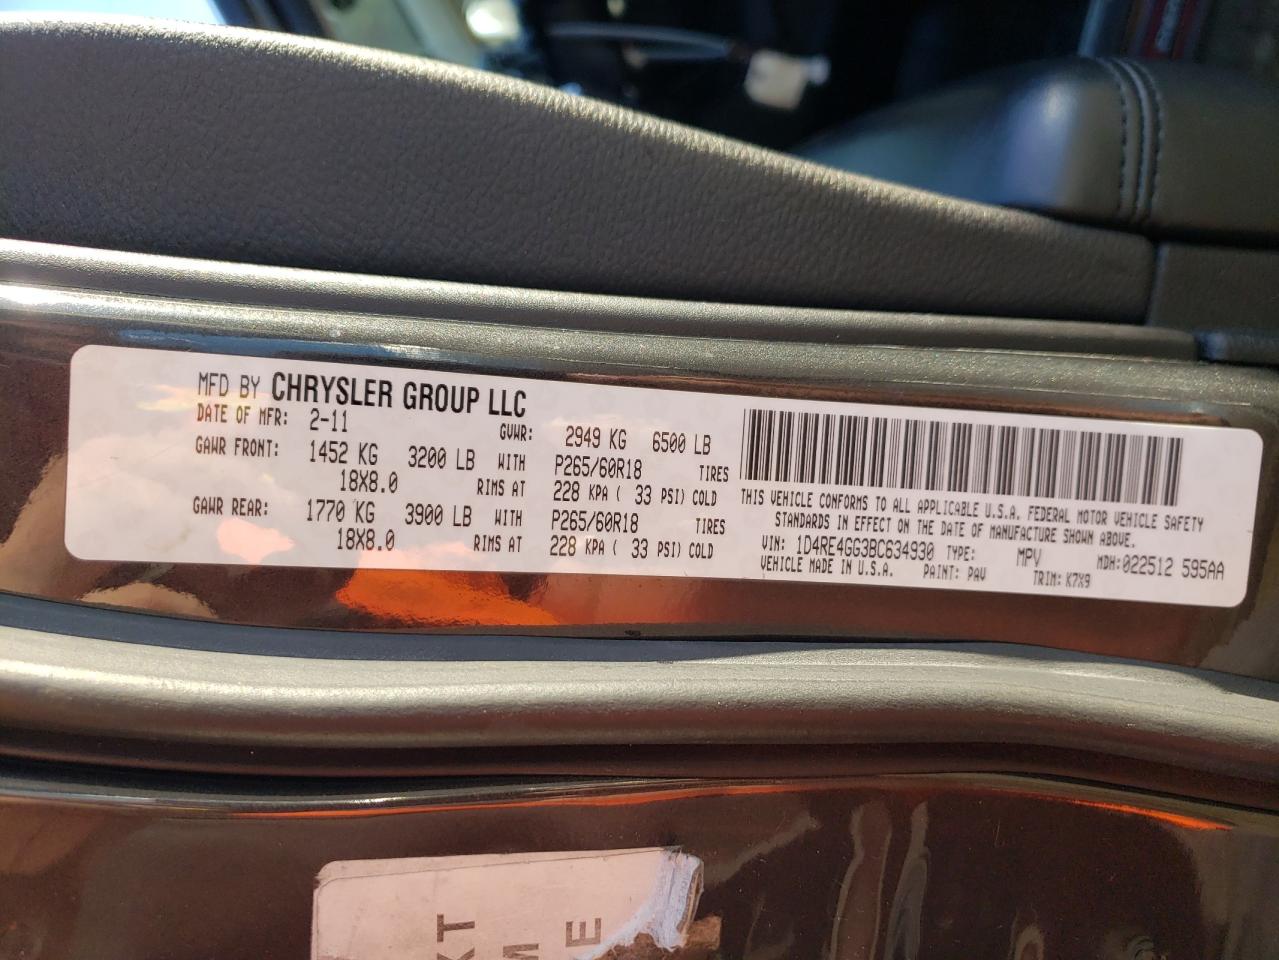 MFD BY CHRYSLER GROUP LLC
DATE OF MFR: 2-11 GVWR: 2949 KG 6500 LB
GAWR FRONT: 1452 KG 3200 LB WITH P265/60R18 TIRES
18X8.0 RIMS AT 228 KPA ( 33 PSI) COLD
GAWR REAR: 1770 KG 3900 LB WITH P265/60R18 TIRES
18X8.0 RIMS AT 228 KPA ( 33 PSI) COLD
THIS VEHICLE CONFORMS TO ALL APPLICABLE U.S.A. FEDERAL MOTOR VEHICLE SAFETY
STANDARDS IN EFFECT ON THE DATE OF MANUFACTURE SHOWN ABOVE.
VIN: 1D4RE4GG3BC634930 TYPE: MPV MDH:022512 595AA
VEHICLE MADE IN U.S.A. PAINT: PAU TRIM: K7X9